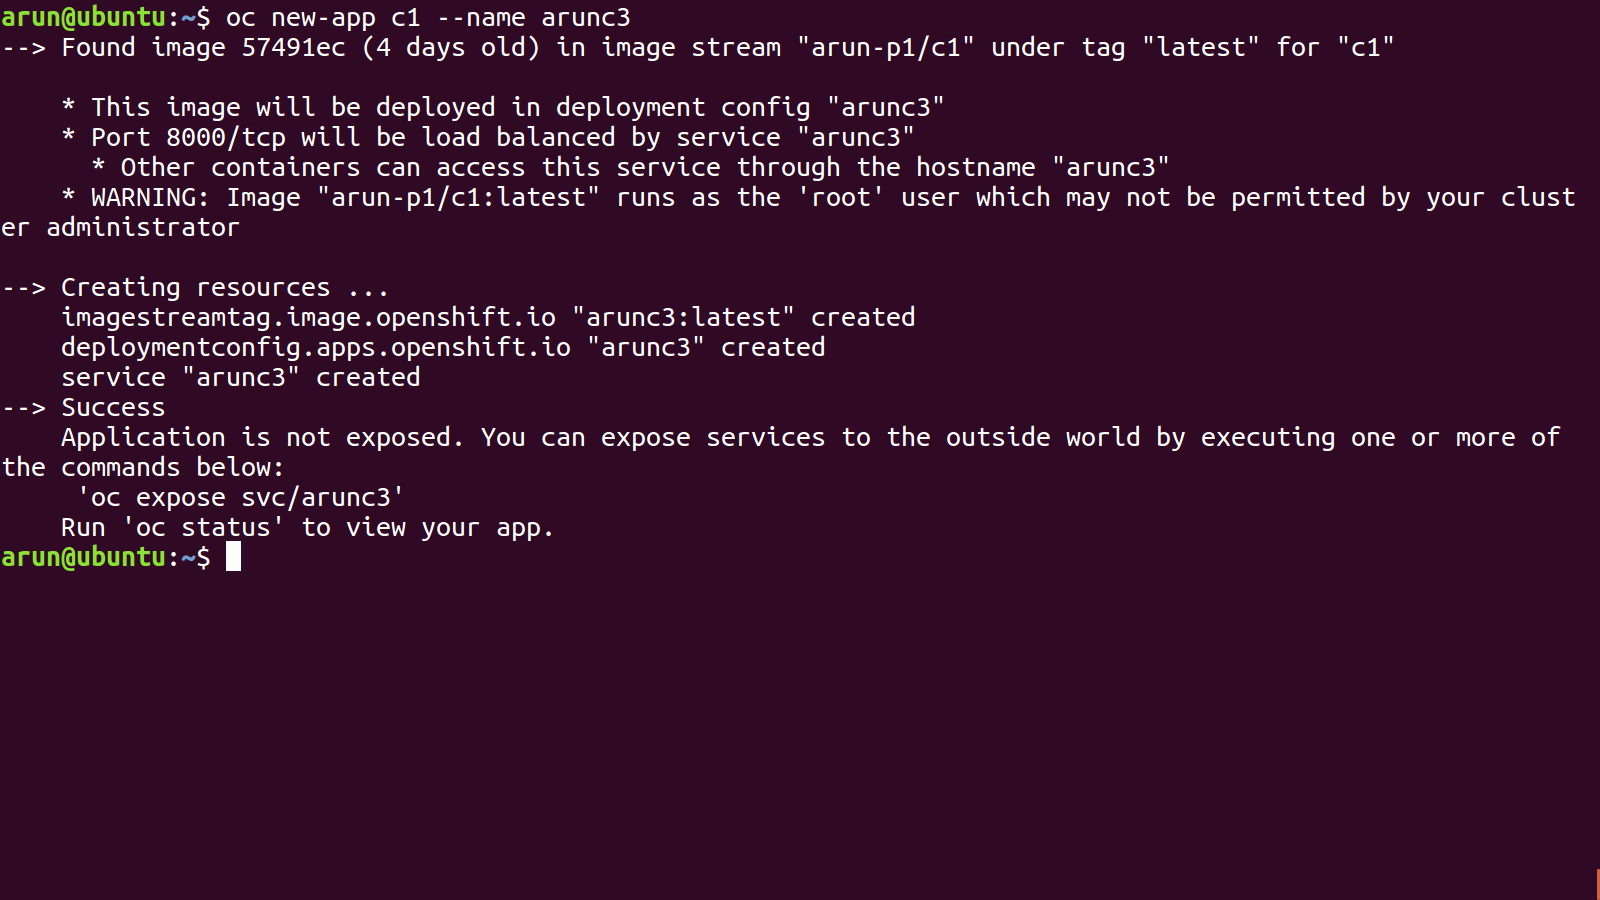 arun@ubuntu:~$ oc new-app c1 --name arunc3
--> Found image 57491ec (4 days old) in image stream "arun-p1/c1" under tag "latest" for "c1"
* This image will be deployed in deployment config "arunc3"
* Port 8000/tcp will be load balanced by service "arunc3"
* Other containers can access this service through the hostname "arunc3"
* WARNING: Image "arun-p1/c1:latest" runs as the 'root' user which may not be permitted by your clust
er administrator
--> Creating resources ...
imagestreamtag.image.openshift.io "arunc3:latest" created
deploymentconfig.apps.openshift.io "arunc3" created
service "arunc3" created
--> Success
Application is not exposed. You can expose services to the outside world by executing one or more of
the commands below:
'oc expose svc/arunc3'
Run 'oc status' to view your app.
arun@ubuntu:~$